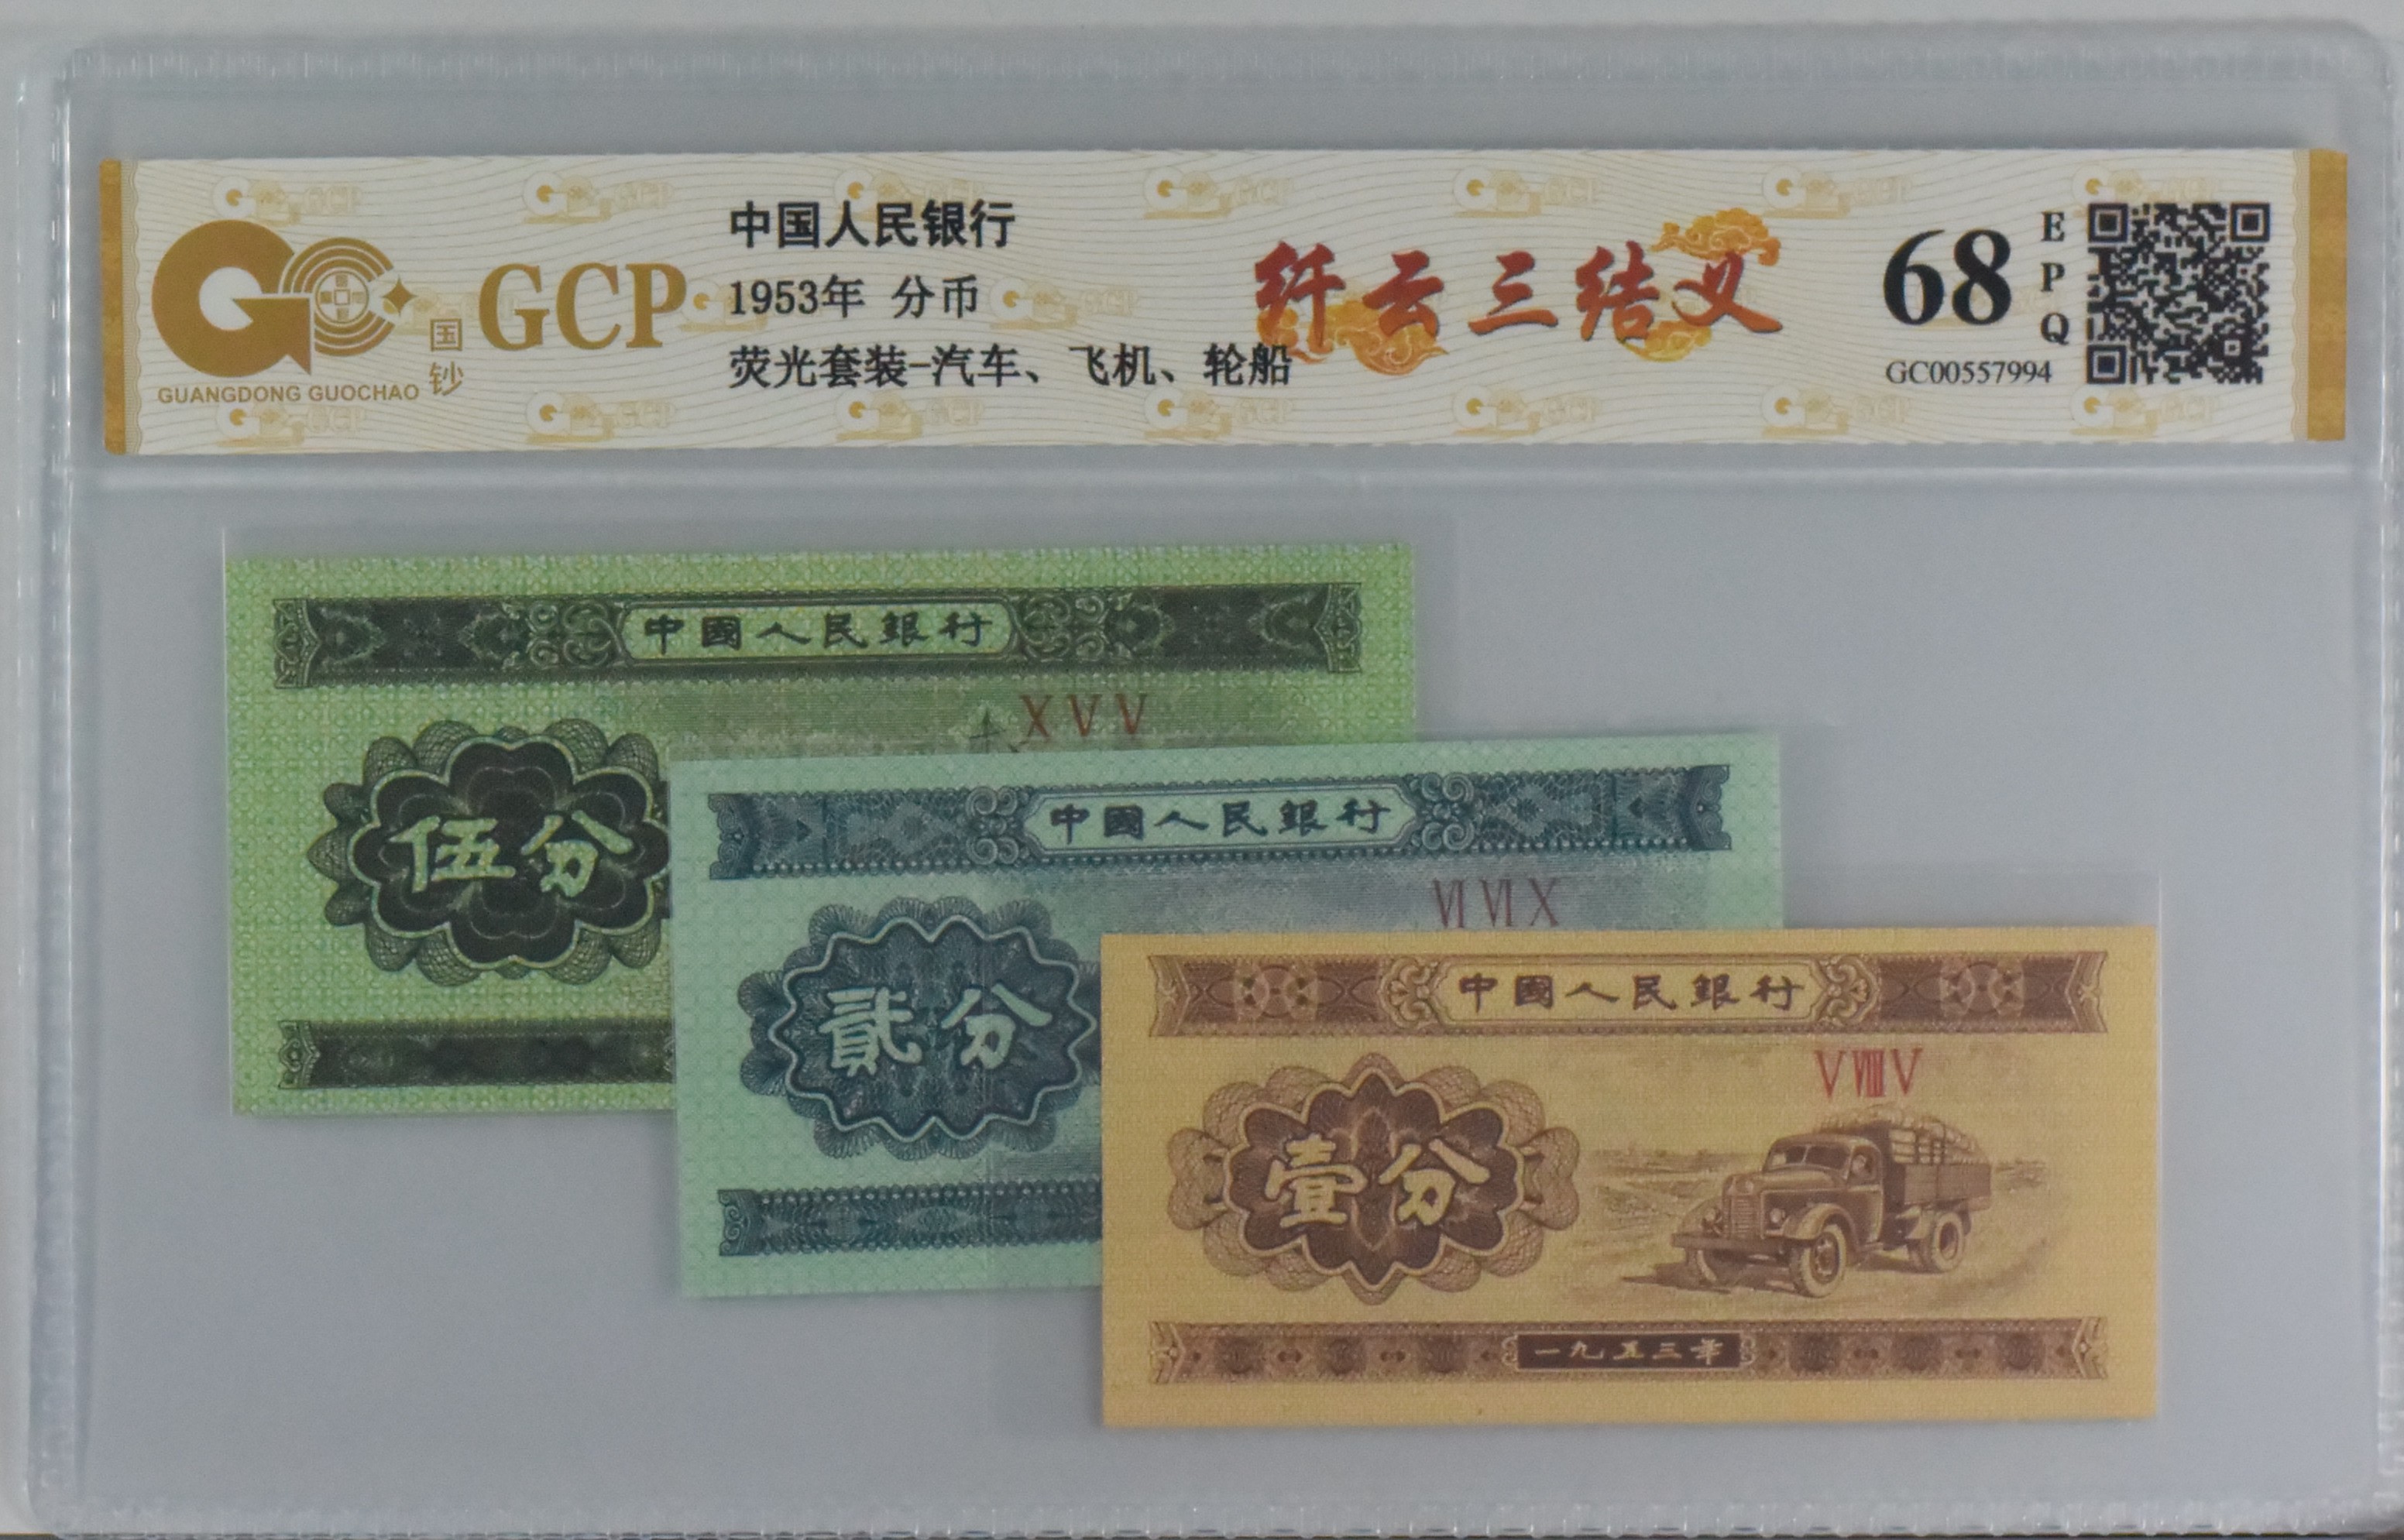 中国人民银行
1953年 分币
荧光套装-汽车、飞机、轮船
GCP
国钞
GUANGDONG GUOCHAO
纤云三结义
68
EPQ
GC00557994
中國人民銀行
XVV
伍分
中國人民銀行
VI VI X
貳分
中國人民銀行
V VIII V
壹分
一九五三年